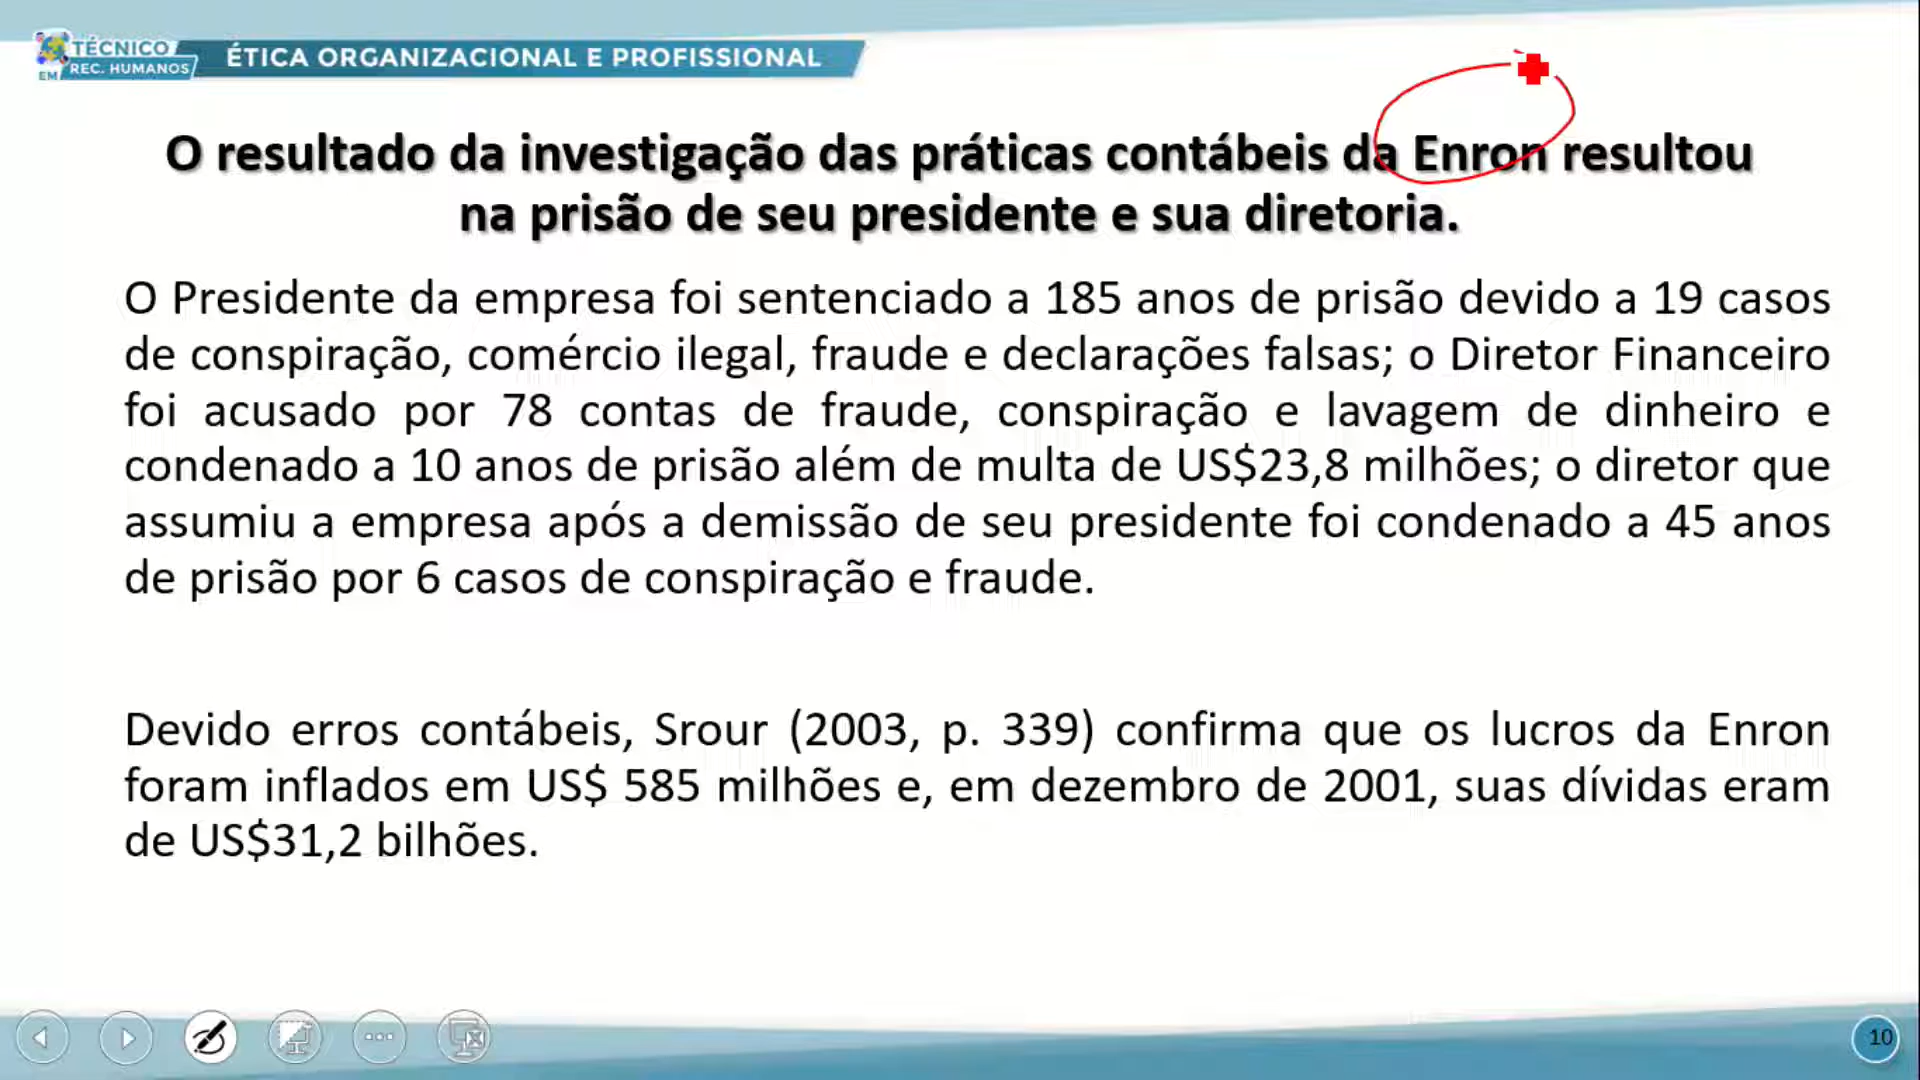 TÉCNICO
EM REC. HUMANOS
ÉTICA ORGANIZACIONAL E PROFISSIONAL
O resultado da investigação das práticas contábeis da Enron resultou
na prisão de seu presidente e sua diretoria.
O Presidente da empresa foi sentenciado a 185 anos de prisão devido a 19 casos
de conspiração, comércio ilegal, fraude e declarações falsas; o Diretor Financeiro
foi acusado por 78 contas de fraude, conspiração e lavagem de dinheiro e
condenado a 10 anos de prisão além de multa de US$23,8 milhões; o diretor que
assumiu a empresa após a demissão de seu presidente foi condenado a 45 anos
de prisão por 6 casos de conspiração e fraude.
Devido erros contábeis, Srour (2003, p. 339) confirma que os lucros da Enron
foram inflados em US$ 585 milhões e, em dezembro de 2001, suas dívidas eram
de US$31,2 bilhões.
10